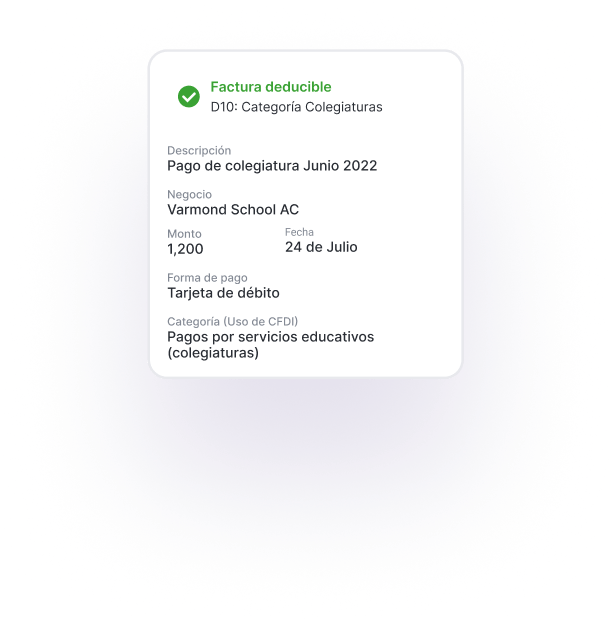 Factura deducible
D10: Categoría Colegiaturas
Descripción
Pago de colegiatura Junio 2022
Negocio
Varmond School AC
Monto
1,200
Fecha
24 de Julio
Forma de pago
Tarjeta de débito
Categoría (Uso de CFDI)
Pagos por servicios educativos
(colegiaturas)